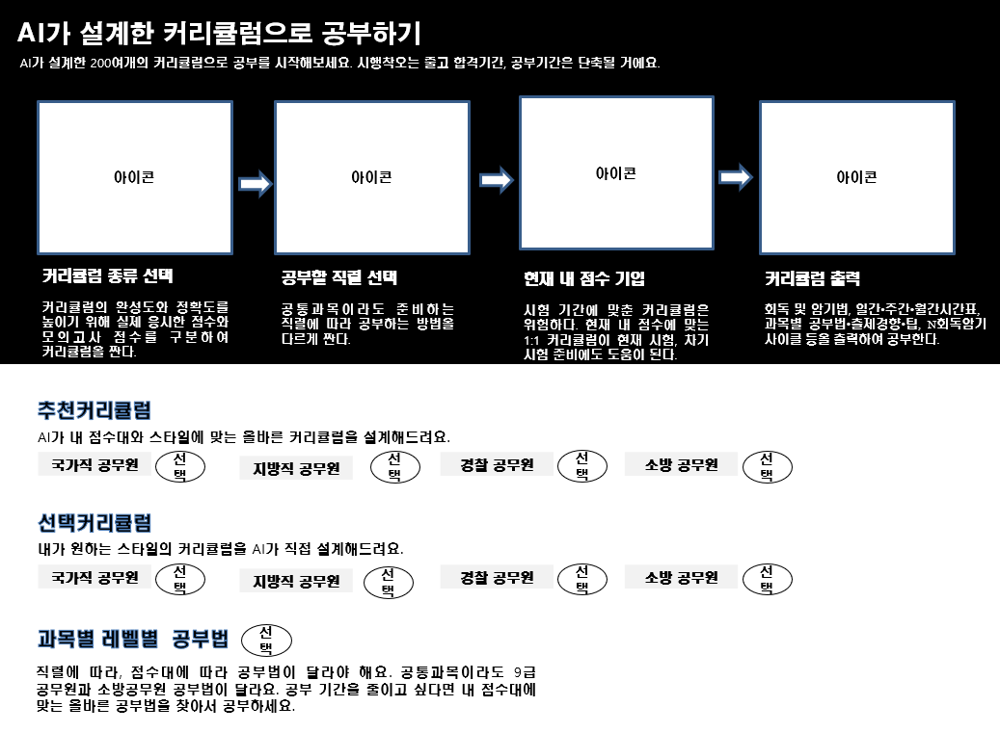 AI가 설계한 커리큘럼으로 공부하기
AI가 설계한 200여개의 커리큘럼으로 공부를 시작해보세요. 시행착오는 줄고 합격기간, 공부기간은 단축될 거예요.
아이콘
아이콘
아이콘
아이콘
커리큘럼 종류 선택
커리큘럼의 완성도와 정확도를
높이기 위해 실제 응시한 점수와
모의고사 점수를 구분하여
커리큘럼을 짠다.
공부할 직렬 선택
공통과목이라도 준비하는
직렬에 따라 공부하는 방법을
다르게 짠다.
현재 내 점수 기입
시험 기간에 맞춘 커리큘럼은
위험하다. 현재 내 점수에 맞는
1:1 커리큘럼이 현재 시험, 차기
시험 준비에도 도움이 된다.
커리큘럼 출력
회독 및 암기법, 일간•주간•월간시간표,
과목별 공부법•출제경향•팁, N회독암기
사이클 등을 출력하여 공부한다.
추천커리큘럼
AI가 내 점수대와 스타일에 맞는 올바른 커리큘럼을 설계해드려요.
국가직 공무원
선
택
지방직 공무원
선
택
경찰 공무원
선
택
소방 공무원
선
택
선택커리큘럼
내가 원하는 스타일의 커리큘럼을 AI가 직접 설계해드려요.
국가직 공무원
선
택
지방직 공무원
선
택
경찰 공무원
선
택
소방 공무원
선
택
과목별 레벨별 공부법
선
택
직렬에 따라, 점수대에 따라 공부법이 달라야 해요. 공통과목이라도 9급
공무원과 소방공무원 공부법이 달라요. 공부 기간을 줄이고 싶다면 내 점수대에
맞는 올바른 공부법을 찾아서 공부하세요.